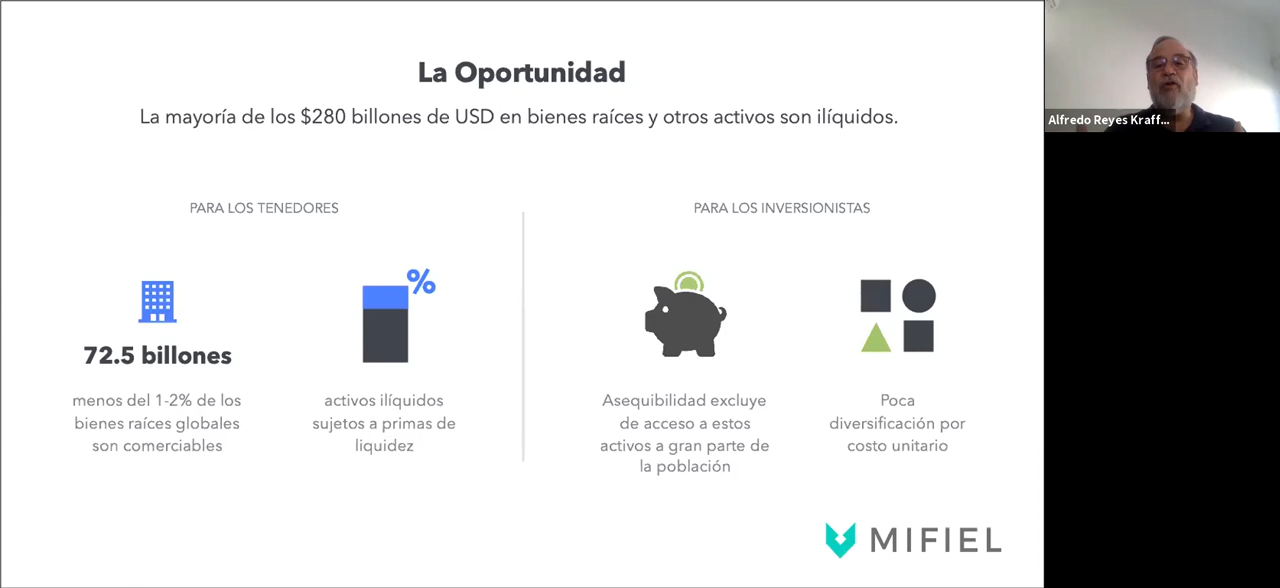 La Oportunidad
La mayoría de los $280 billones de USD en bienes raíces y otros activos son ilíquidos.
PARA LOS TENEDORES
PARA LOS INVERSIONISTAS
%
72.5 billones
menos del 1-2% de los
bienes raíces globales
son comerciables
activos ilíquidos
sujetos a primas de
liquidez
Asequibilidad excluye
de acceso a estos
activos a gran parte de
la población
Poca
diversificación por
costo unitario
MIFIEL
Alfredo Reyes Kraff...